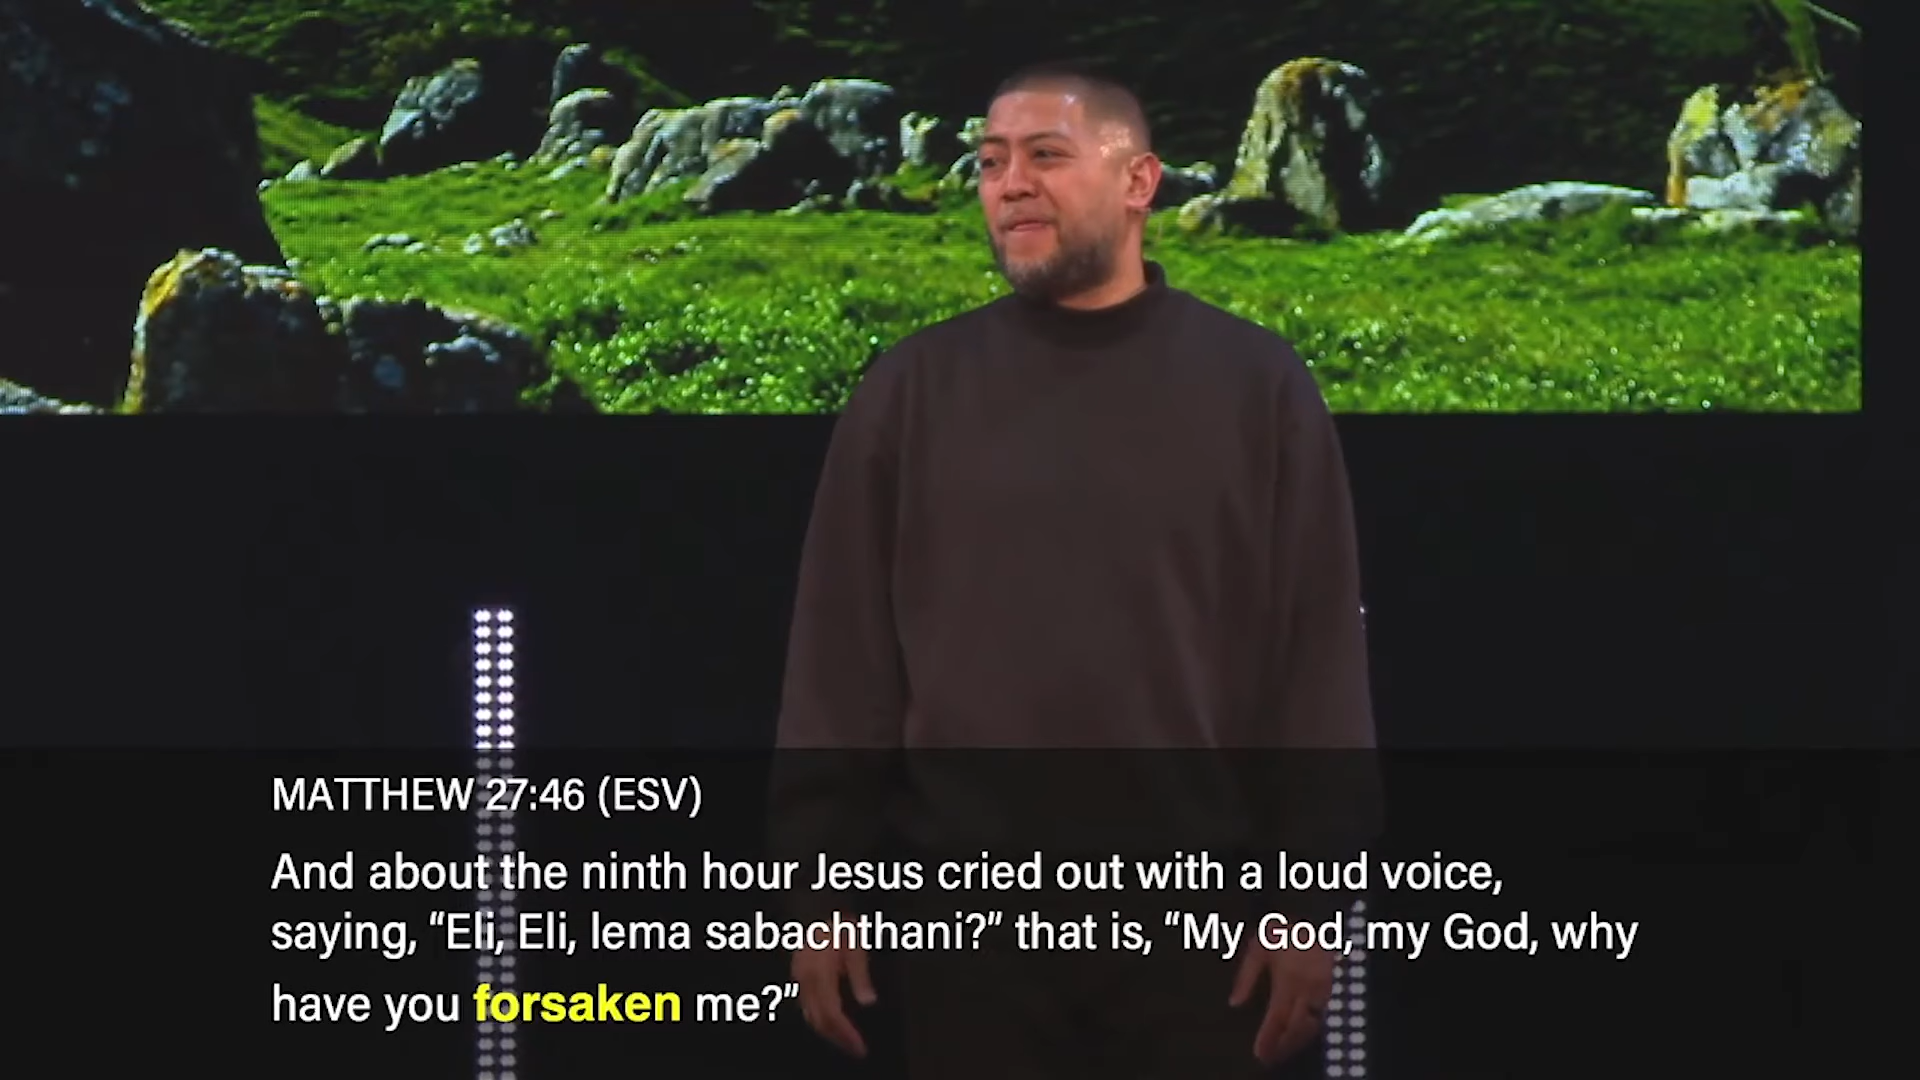 MATTHEW 27:46 (ESV)
And about the ninth hour Jesus cried out with a loud voice,
saying, “Eli, Eli, lema sabachthani?” that is, “My God, my God, why
have you forsaken me?”